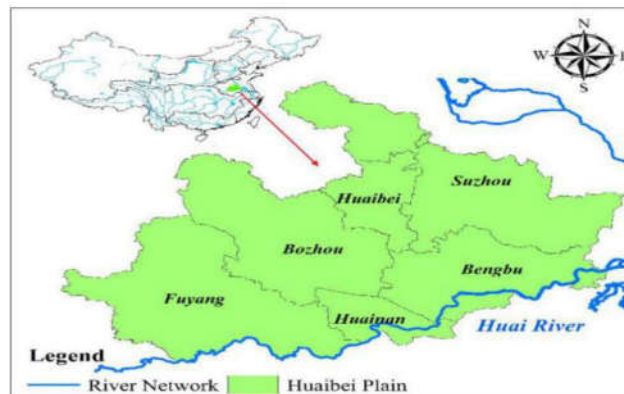 N
W
E
S
Suzhou
Huaibei
Bozhou
Bengbu
Fuyang
Huainan
Huai River
Legend
River Network
Huaibei Plain